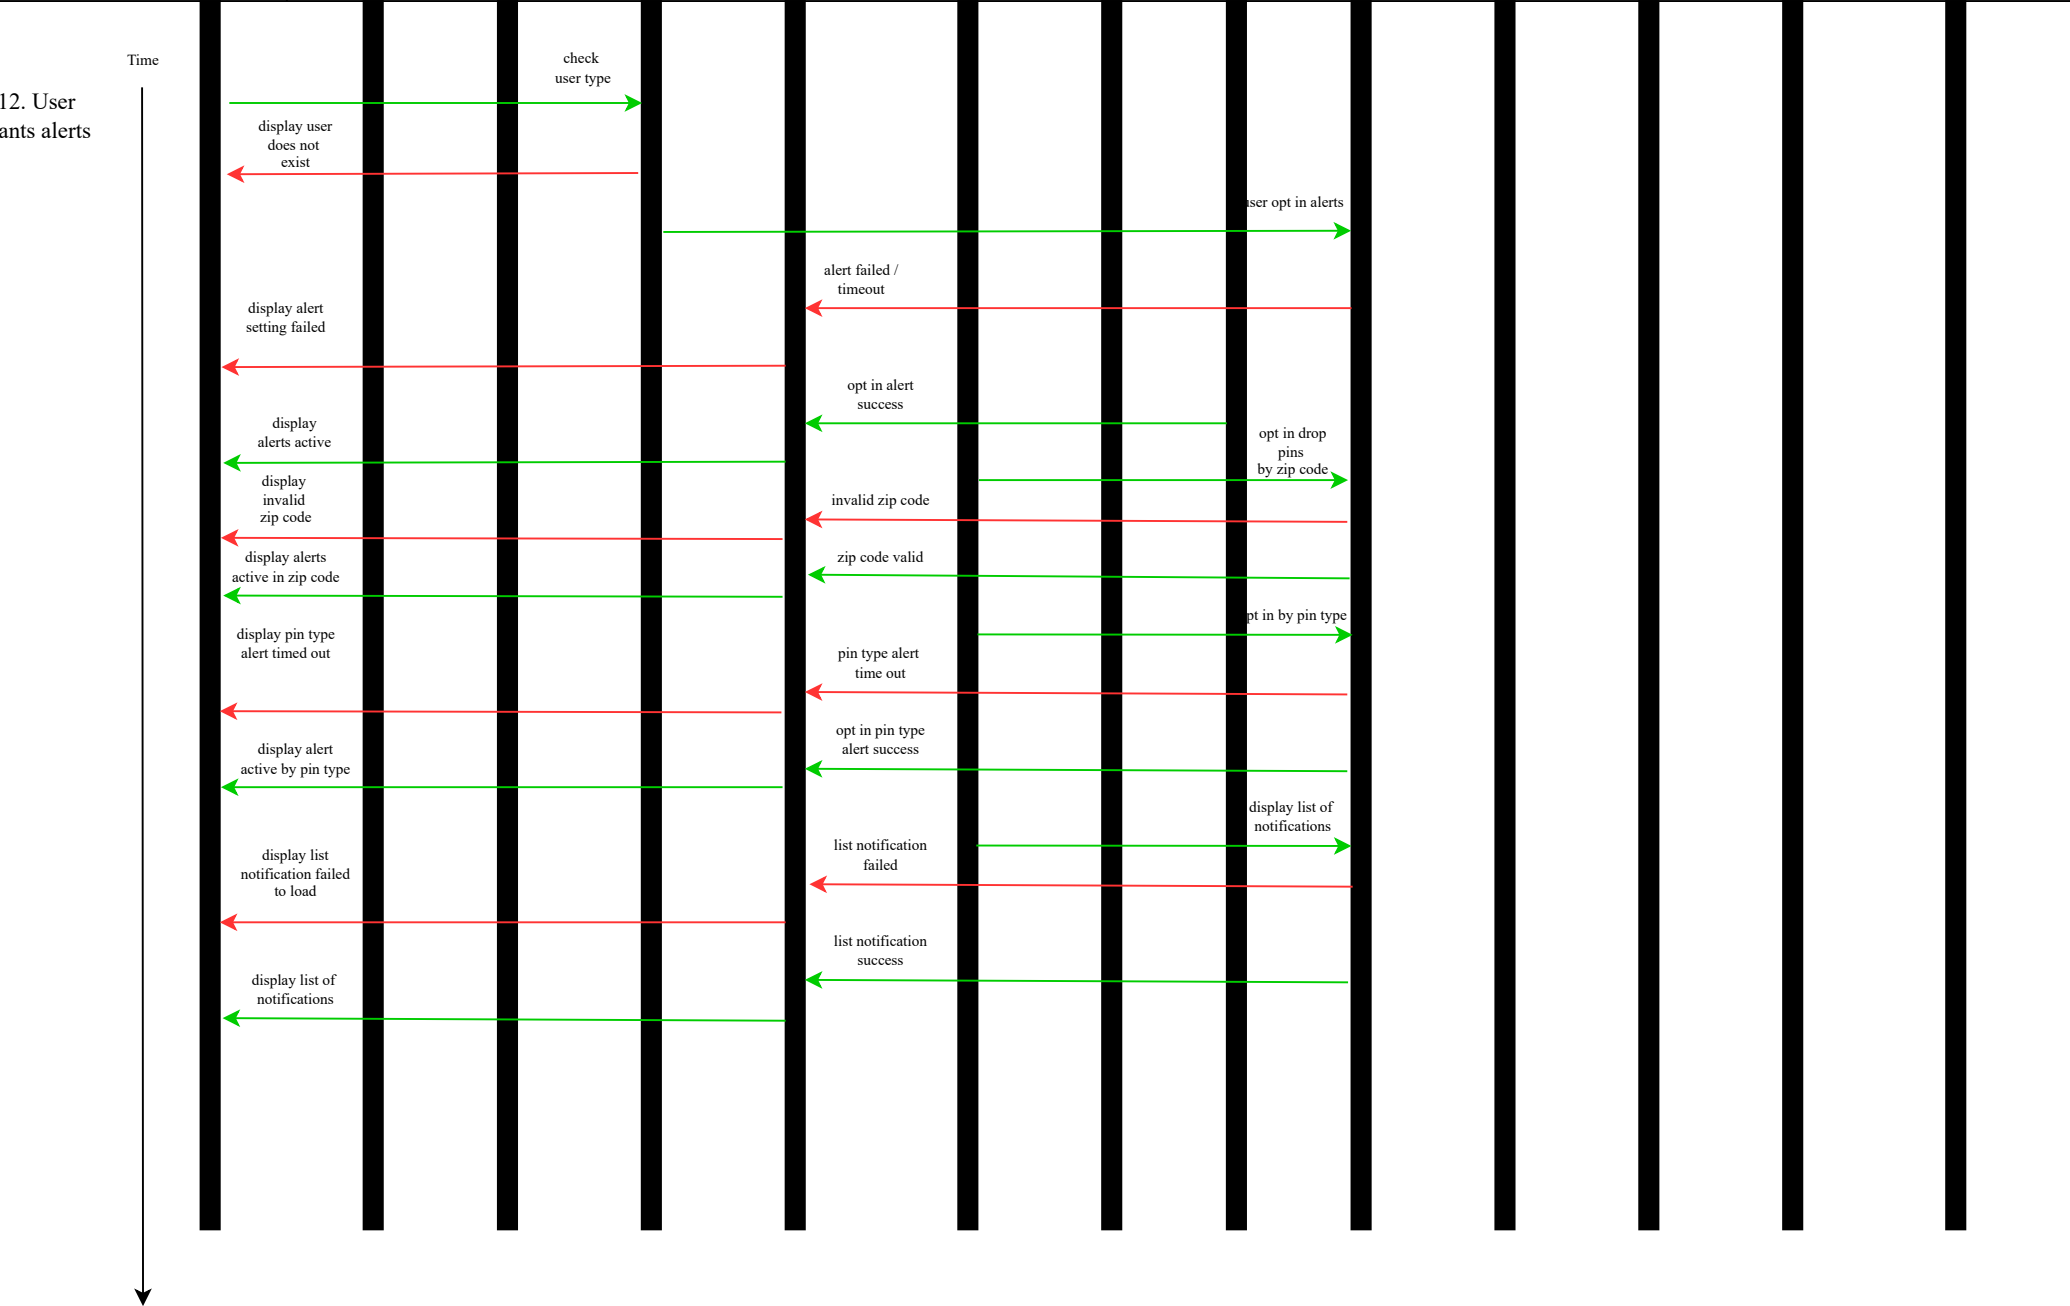 Time
check
user type
12. User
ants alerts
display user
does not
exist
user opt in alerts
alert failed /
timeout
display alert
setting failed
opt in alert
success
display
alerts active
opt in drop
pins
by zip code
display
invalid
zip code
invalid zip code
display alerts
active in zip code
zip code valid
pt in by pin type
display pin type
alert timed out
pin type alert
time out
opt in pin type
alert success
display alert
active by pin type
display list of
notifications
list notification
failed
display list
notification failed
to load
list notification
success
display list of
notifications